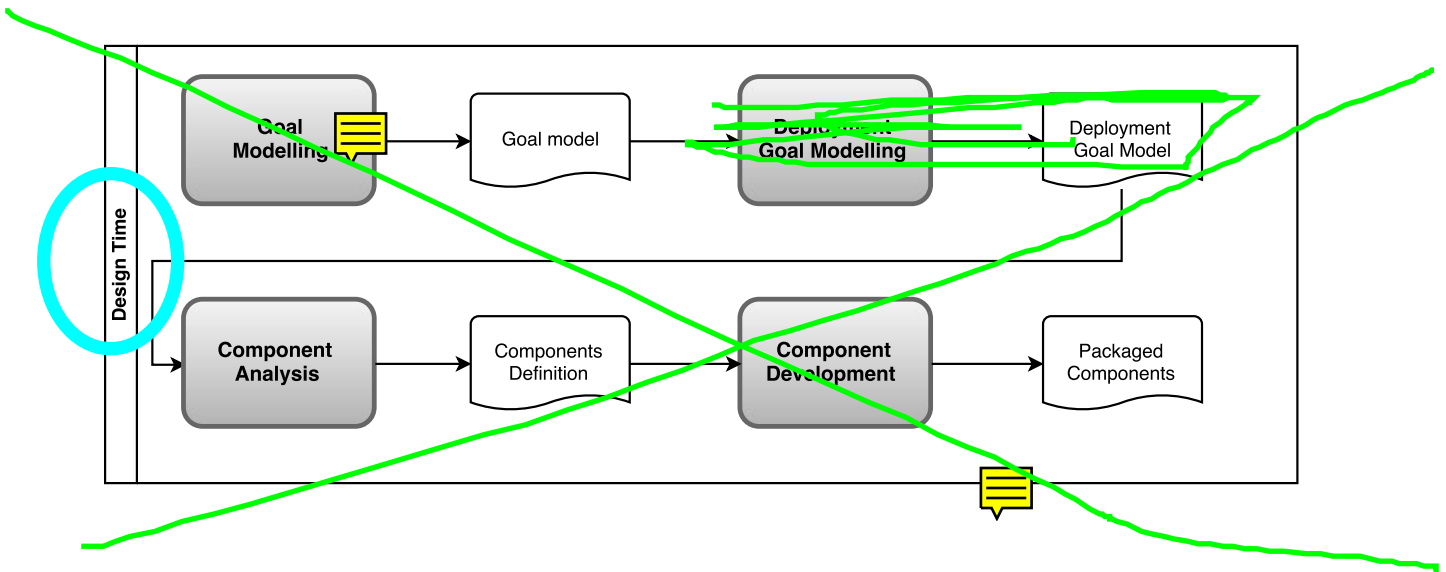 Goal
Modelling
Goal model
Deployment
Goal Modelling
Deployment
Goal Model
Design Time
Component
Analysis
Components
Definition
Component
Development
Packaged
Components